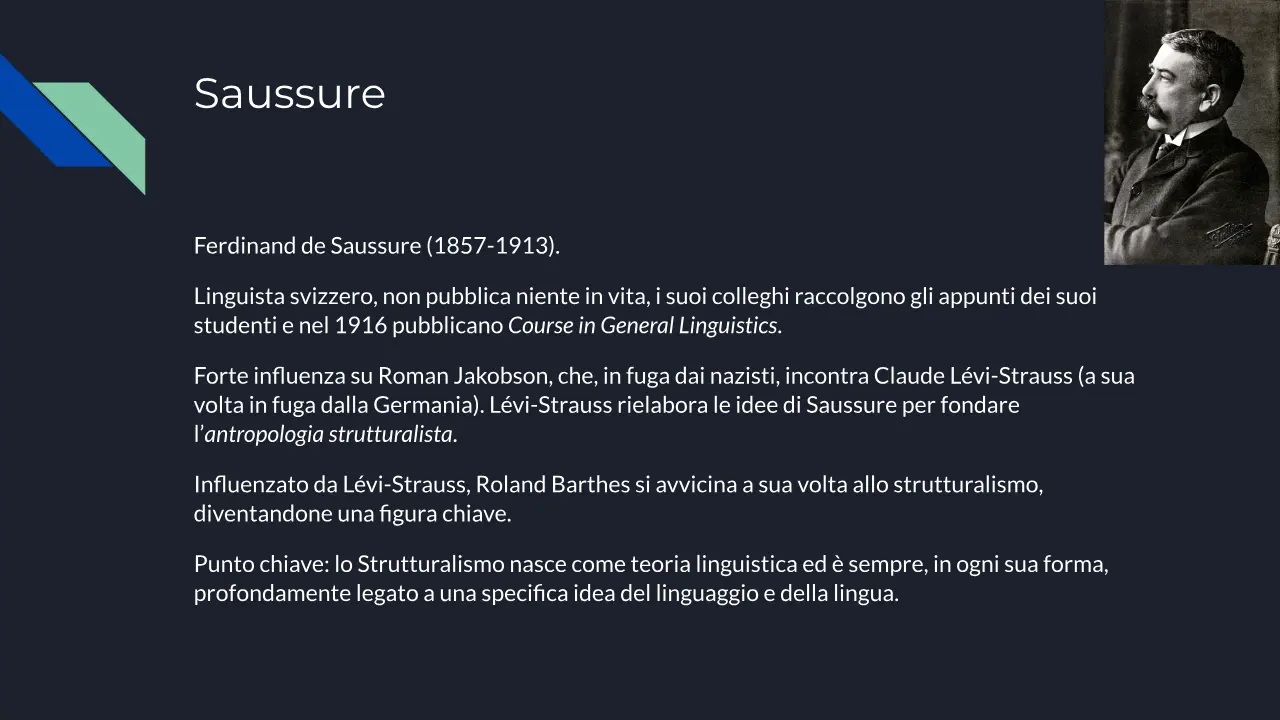 Saussure
Ferdinand de Saussure (1857-1913).
Linguista svizzero, non pubblica niente in vita, i suoi colleghi raccolgono gli appunti dei suoi
studenti e nel 1916 pubblicano Course in General Linguistics.
Forte influenza su Roman Jakobson, che, in fuga dai nazisti, incontra Claude Lévi-Strauss (a sua
volta in fuga dalla Germania). Lévi-Strauss rielabora le idee di Saussure per fondare
l’antropologia strutturalista.
Influenzato da Lévi-Strauss, Roland Barthes si avvicina a sua volta allo strutturalismo,
diventandone una figura chiave.
Punto chiave: lo Strutturalismo nasce come teoria linguistica ed è sempre, in ogni sua forma,
profondamente legato a una specifica idea del linguaggio e della lingua.